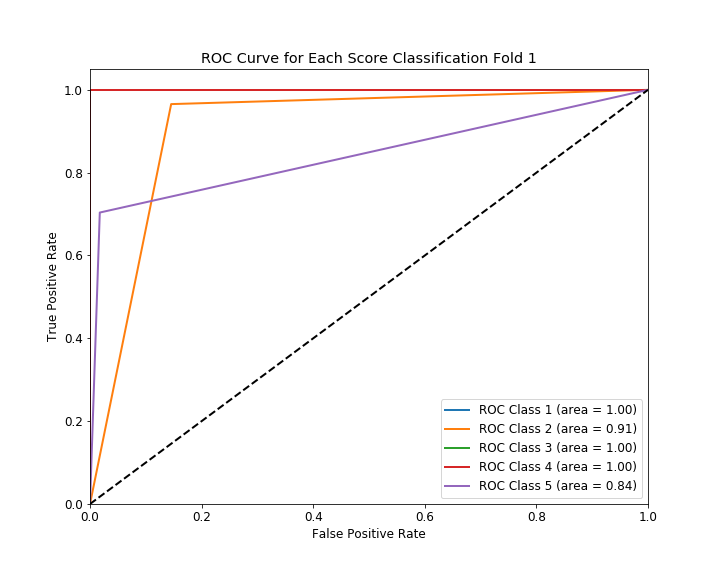 ROC Curve for Each Score Classification Fold 1
True Positive Rate
1.0
0.8
0.6
0.4
0.2
0.0
0.0 0.2 0.4 0.6 0.8 1.0
False Positive Rate
ROC Class 1 (area = 1.00)
ROC Class 2 (area = 0.91)
ROC Class 3 (area = 1.00)
ROC Class 4 (area = 1.00)
ROC Class 5 (area = 0.84)